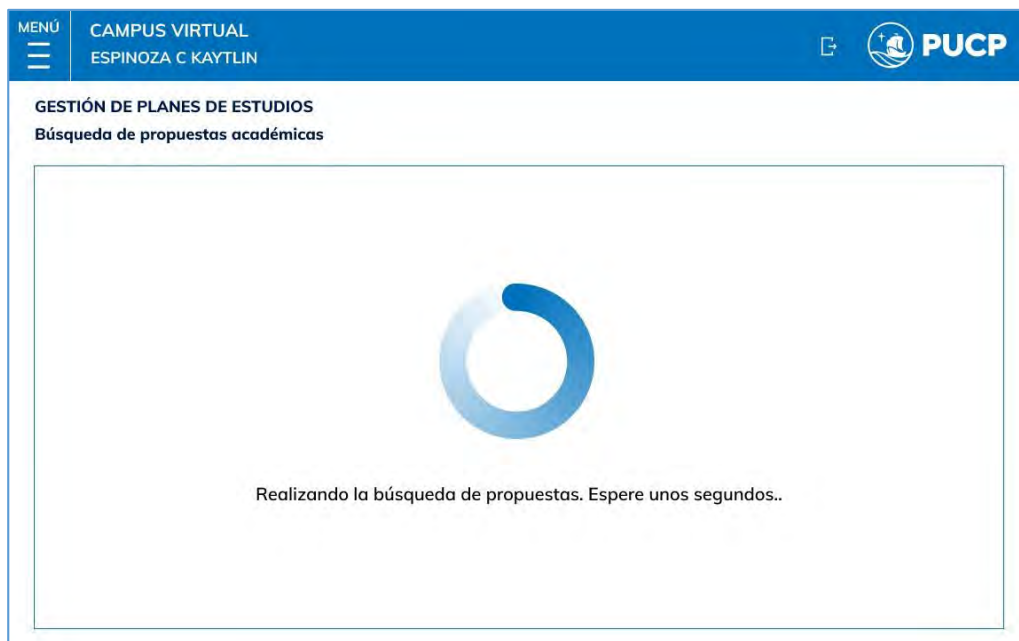 MENÚ
CAMPUS VIRTUAL
ESPINOZA C KAYTLIN
PUCP
GESTIÓN DE PLANES DE ESTUDIOS
Búsqueda de propuestas académicas
Realizando la búsqueda de propuestas. Espere unos segundos..